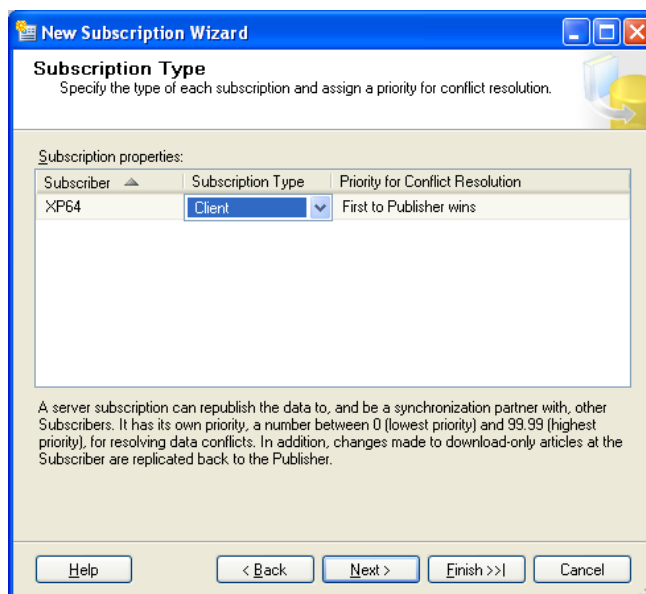 New Subscription Wizard
Subscription Type
Specify the type of each subscription and assign a priority for conflict resolution.
Subscription properties:
Subscriber Subscription Type Priority for Conflict Resolution
XP64 Client First to Publisher wins
A server subscription can republish the data to, and be a synchronization partner with, other
Subscribers. It has its own priority, a number between 0 (lowest priority) and 99.99 (highest
priority), for resolving data conflicts. In addition, changes made to download-only articles at the
Subscriber are replicated back to the Publisher.
Help < Back Next > Finish >>| Cancel